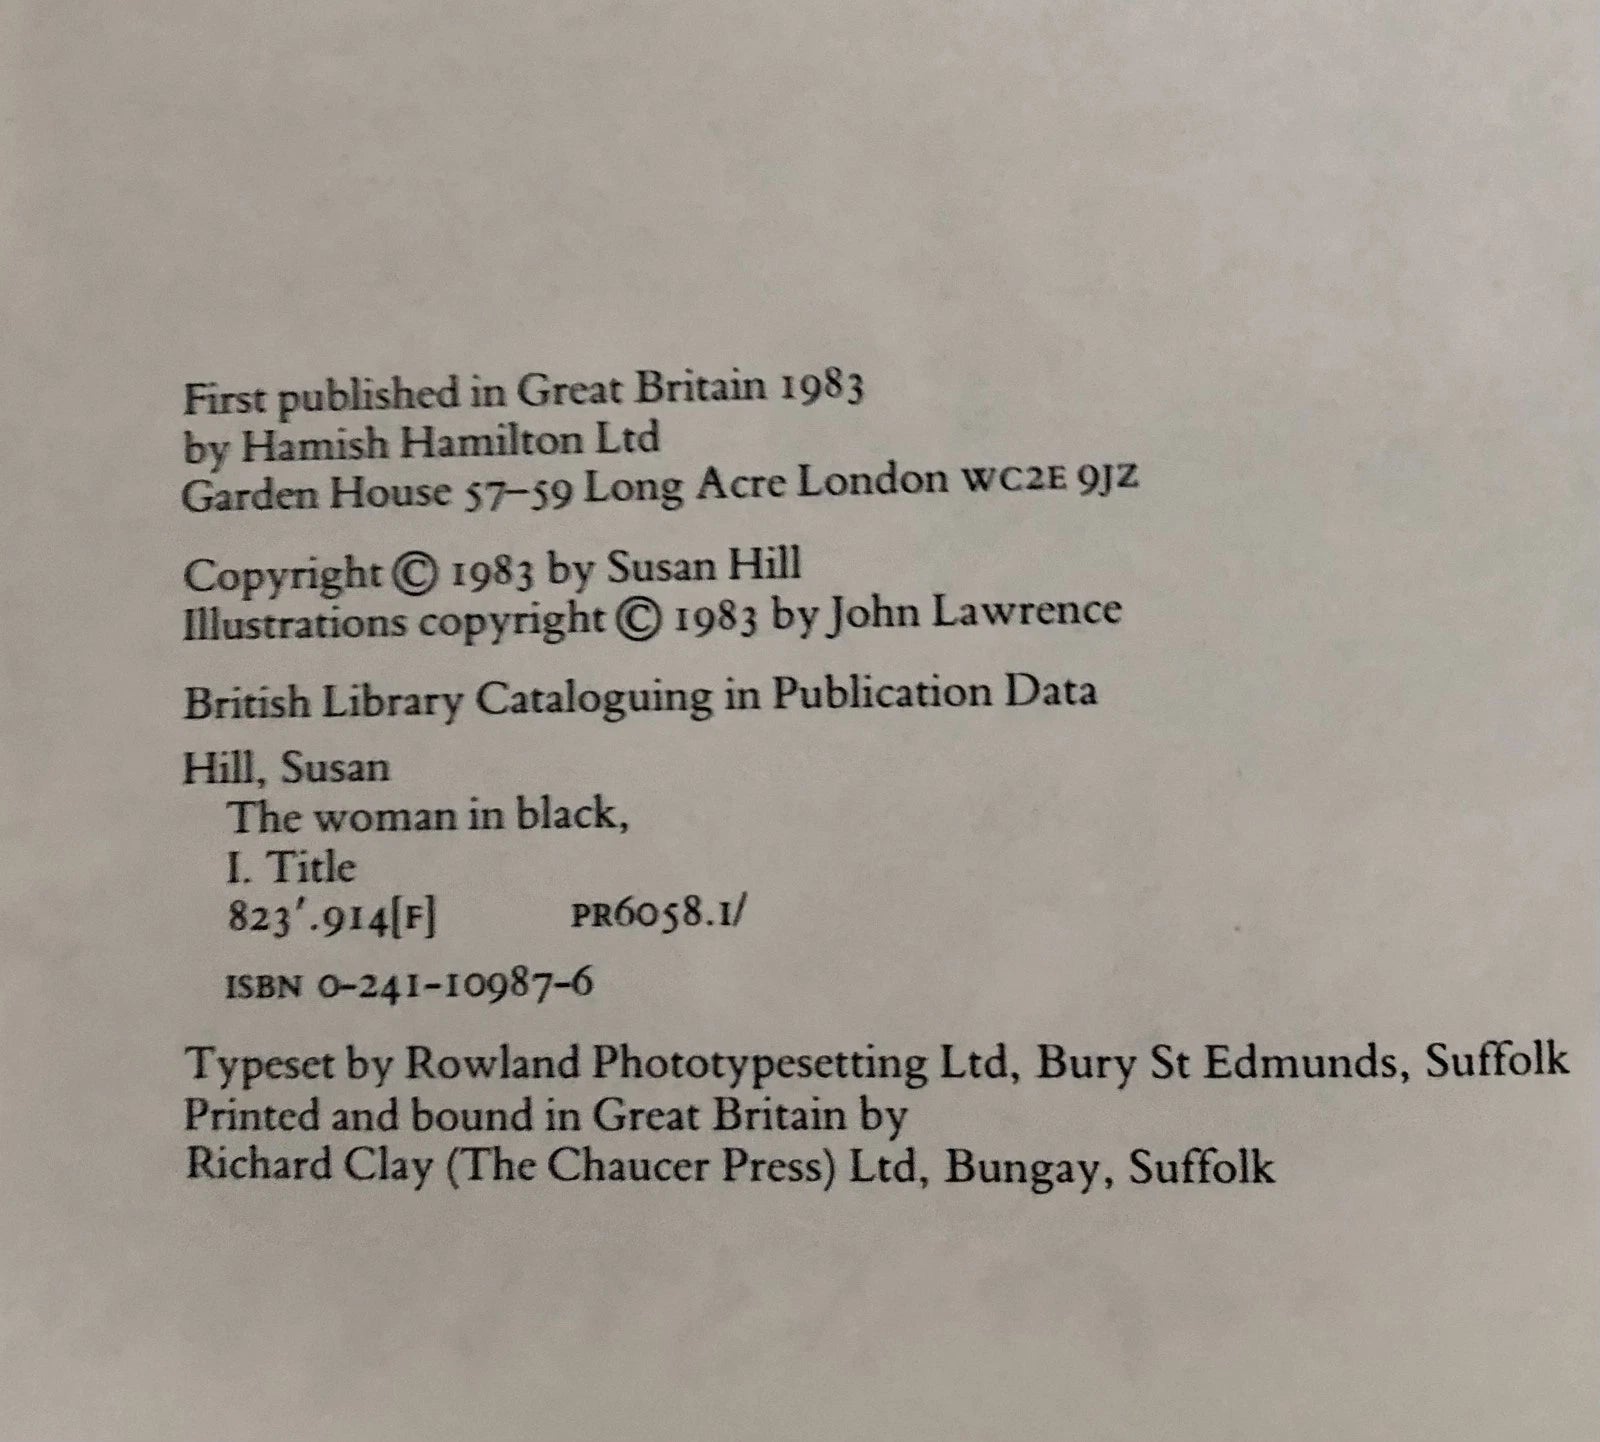 First published in Great Britain 1983
by Hamish Hamilton Ltd
Garden House 57–59 Long Acre London WC2E 9JZ
Copyright © 1983 by Susan Hill
Illustrations copyright © 1983 by John Lawrence
British Library Cataloguing in Publication Data
Hill, Susan
The woman in black,
I. Title
823'.914[F] PR6058.I/
ISBN 0-241-10987-6
Typeset by Rowland Phototypesetting Ltd, Bury St Edmunds, Suffolk
Printed and bound in Great Britain by
Richard Clay (The Chaucer Press) Ltd, Bungay, Suffolk